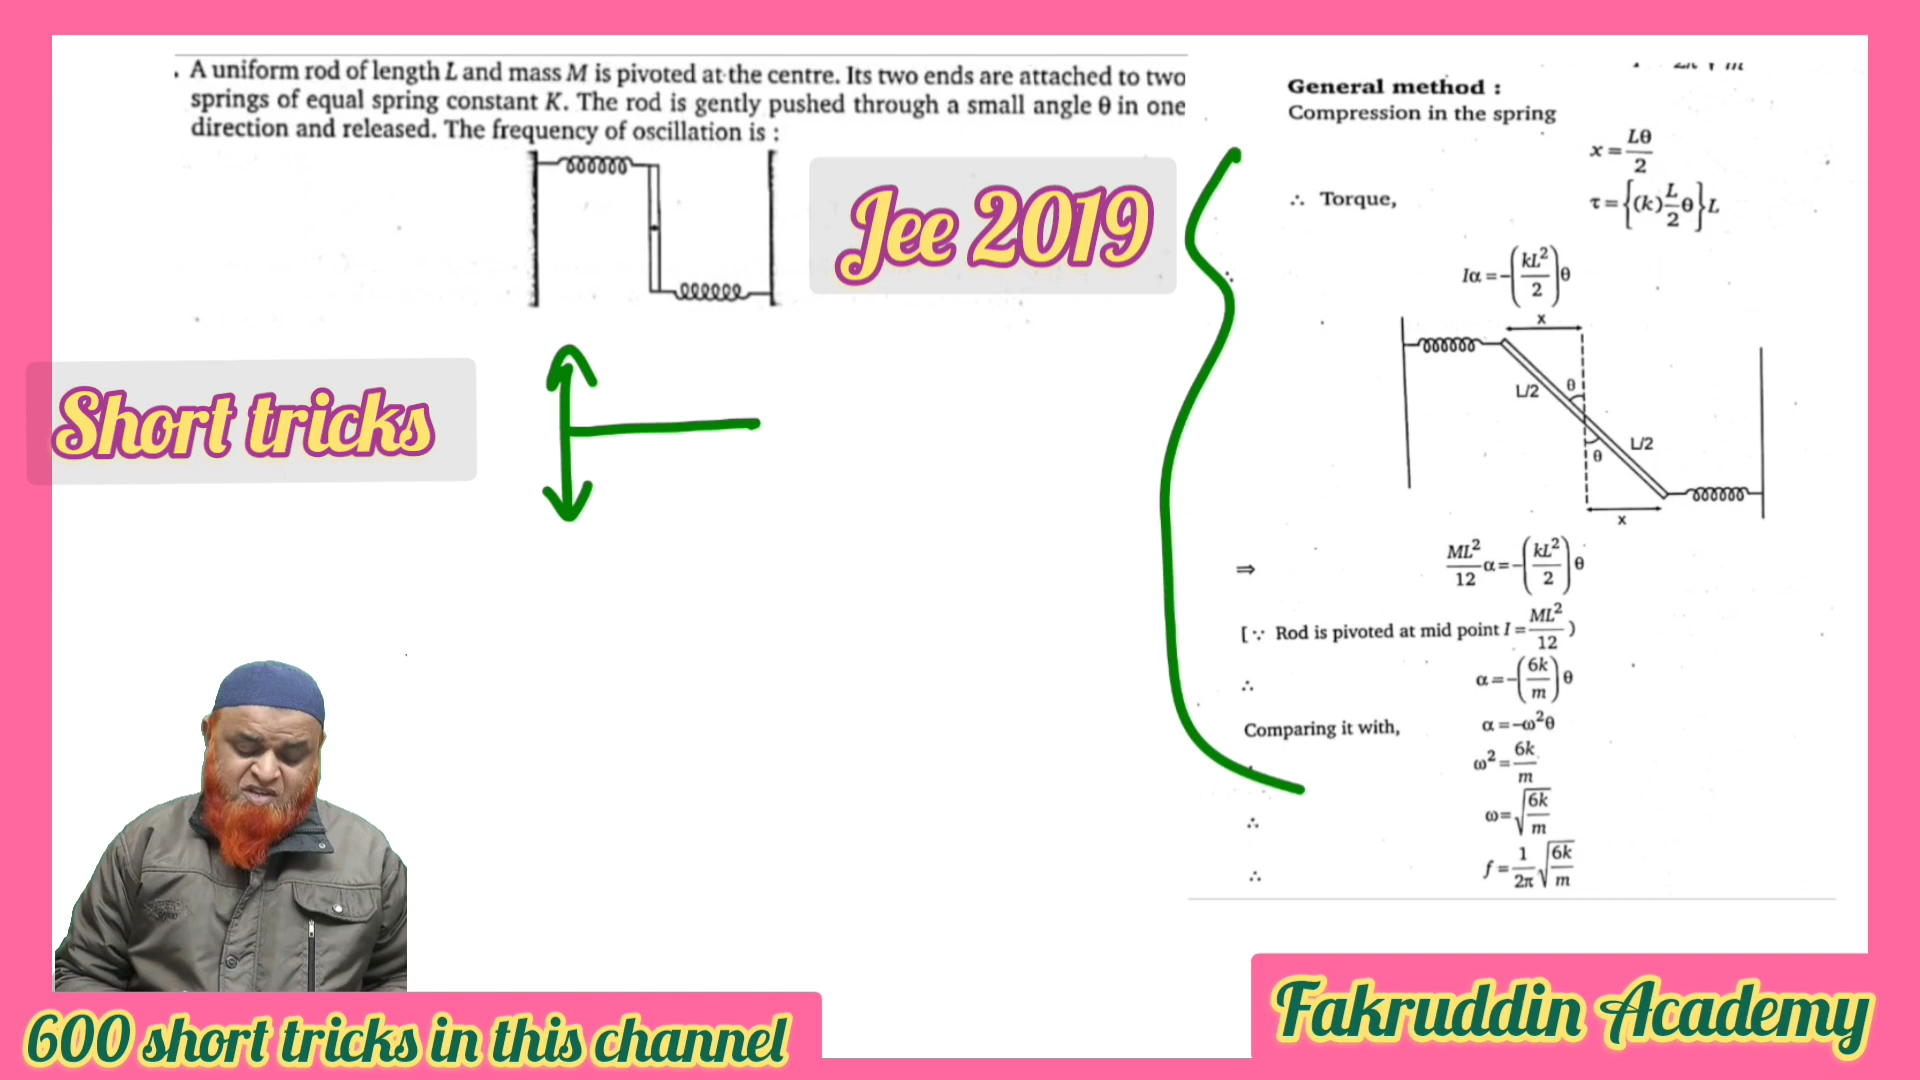 . A uniform rod of length L and mass M is pivoted at the centre. Its two ends are attached to two
springs of equal spring constant K. The rod is gently pushed through a small angle θ in one
direction and released. The frequency of oscillation is :
Jee 2019
Short tricks
General method :
Compression in the spring
x = Lθ/2
∴ Torque,
τ = {(k) L/2 θ} L
∴
Iα = -(kL²/2)θ
x
L/2
θ
L/2
θ
x
⇒ ML²/12 α = -(kL²/2)θ
[∵ Rod is pivoted at mid point I = ML²/12 )
∴ α = -(6k/m)θ
Comparing it with, α = -ω²θ
ω² = 6k/m
∴ ω = √(6k/m)
∴ f = 1/2π √(6k/m)
600 short tricks in this channel
Fakruddin Academy